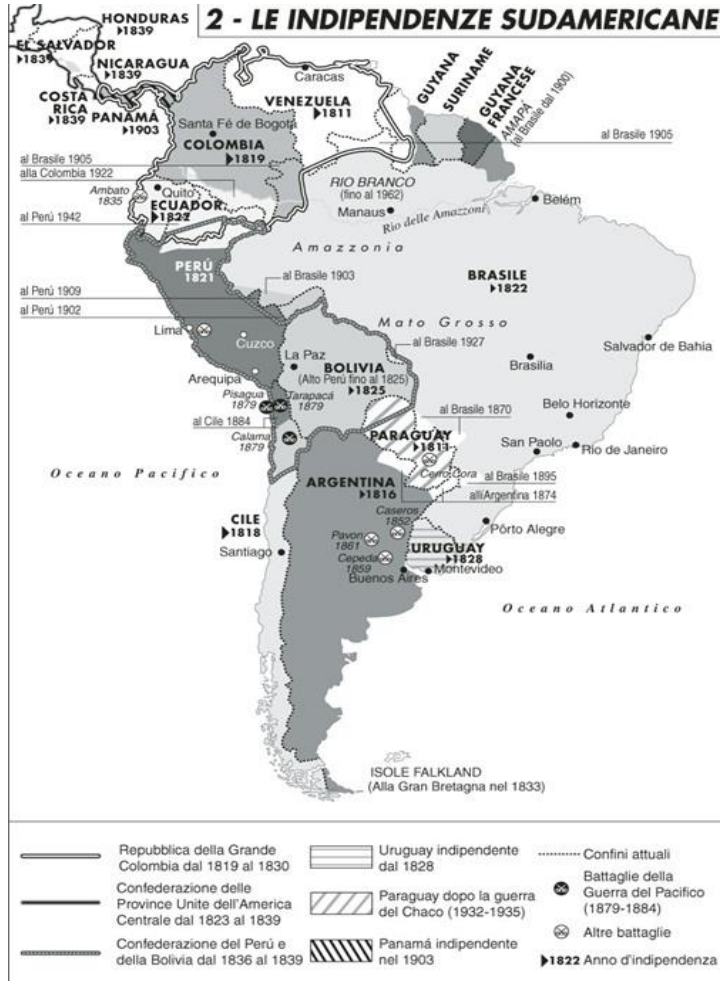 2 - LE INDIPENDENZE SUDAMERICANE
HONDURAS
▶1839
EL SALVADOR
▶1839
NICARAGUA
▶1839
COSTA
RICA
▶1839
PANAMÁ
▶1903
Caracas
VENEZUELA
▶1811
GUYANA
SURINAME
GUYANA
FRANCESE
AMAPÁ
(al Brasile dal 1900)
al Brasile 1905
Santa Fé de Bogotá
COLOMBIA
▶1819
al Brasile 1905
alla Colombia 1922
Ambato
1835
Quito
ECUADOR
▶1822
al Perú 1942
RIO BRANCO
(fino al 1962)
Manaus
Rio delle Amazzoni
Belém
Amazzonia
PERÚ
1821
al Brasile 1903
BRASILE
▶1822
al Perú 1909
al Perú 1902
Lima
Cuzco
Mato Grosso
al Brasile 1927
Salvador de Bahia
La Paz
BOLIVIA
(Alto Perú fino al 1825)
▶1825
Brasilia
Arequipa
Pisagua
1879
Tarapacá
1879
al Cile 1884
Calama
1879
al Brasile 1870
Belo Horizonte
PARAGUAY
▶1811
Cerro Cora
San Paolo
Rio de Janeiro
Oceano Pacifico
al Brasile 1895
all'Argentina 1874
ARGENTINA
▶1816
Caseros
1852
CILE
▶1818
Santiago
Pavon
1861
Cepeda
1859
Pôrto Alegre
URUGUAY
▶1828
Buenos Aires
Montevideo
Oceano Atlantico
ISOLE FALKLAND
(Alla Gran Bretagna nel 1833)
Repubblica della Grande
Colombia dal 1819 al 1830
Confederazione delle
Province Unite dell'America
Centrale dal 1823 al 1839
Confederazione del Perú e
della Bolivia dal 1836 al 1839
Uruguay indipendente
dal 1828
Paraguay dopo la guerra
del Chaco (1932-1935)
Panamá indipendente
nel 1903
Confini attuali
Battaglie della
Guerra del Pacifico
(1879-1884)
Altre battaglie
▶1822 Anno d'indipendenza